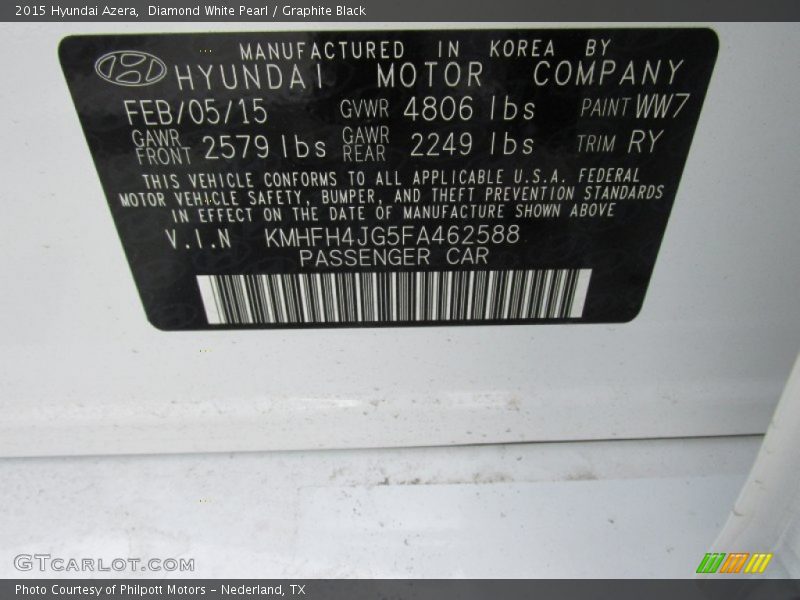 2015 Hyundai Azera,  Diamond White Pearl / Graphite Black
MANUFACTURED IN KOREA BY
HYUNDAI MOTOR COMPANY
FEB/05/15 GVWR 4806 lbs PAINT WW7
GAWR FRONT 2579 lbs GAWR REAR 2249 lbs TRIM RY
THIS VEHICLE CONFORMS TO ALL APPLICABLE U.S.A. FEDERAL
MOTOR VEHICLE SAFETY, BUMPER, AND THEFT PREVENTION STANDARDS
IN EFFECT ON THE DATE OF MANUFACTURE SHOWN ABOVE
V.I.N KMHFH4JG5FA462588
PASSENGER CAR
GTCARLOT.COM
Photo Courtesy of Philpott Motors - Nederland, TX